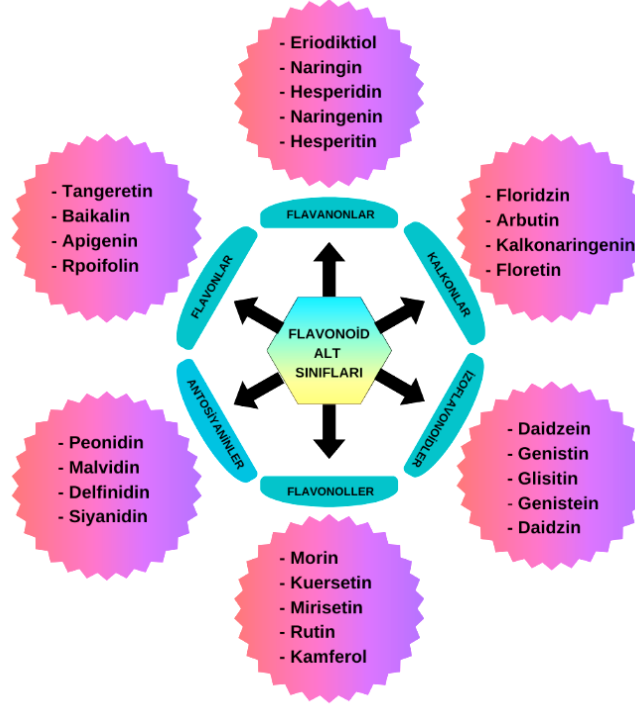 - Eriodiktiol
- Naringin
- Hesperidin
- Naringenin
- Hesperitin
- Tangeretin
- Baikalin
- Apigenin
- Rpoifolin
- Floridzin
- Arbutin
- Kalkonaringenin
- Floretin
FLAVANONLAR
FLAVONLAR
KALKONLAR
FLAVONOİD
ALT
SINIFLARI
ANTOSİYANİNLER
İZOFLAVONOİDLER
FLAVONOLLER
- Peonidin
- Malvidin
- Delfinidin
- Siyanidin
- Daidzein
- Genistin
- Glisitin
- Genistein
- Daidzin
- Morin
- Kuersetin
- Mirisetin
- Rutin
- Kamferol